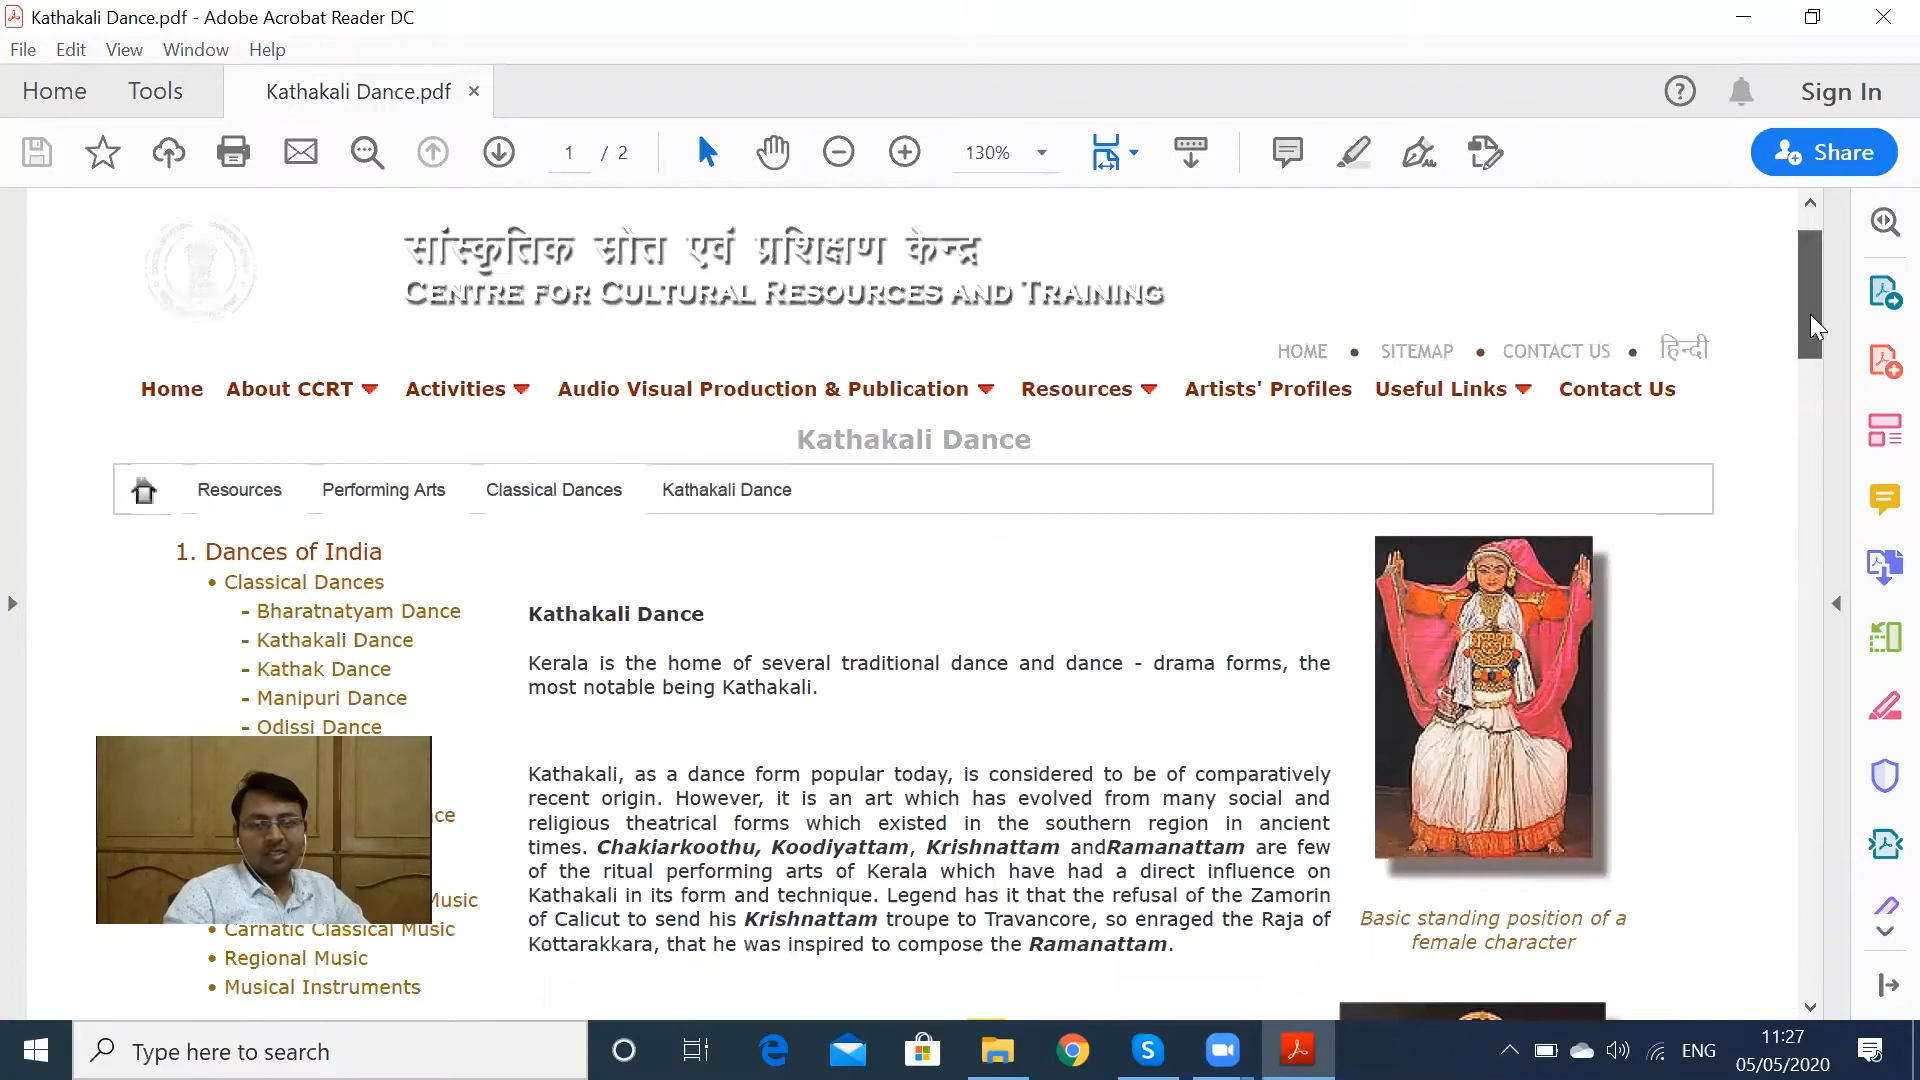 Kathakali Dance.pdf - Adobe Acrobat Reader DC
File Edit View Window Help
Home Tools Kathakali Dance.pdf × Sign In
1 / 2 130% Share
सांस्कृतिक स्रोत एवं प्रशिक्षण केन्द्र
CENTRE FOR CULTURAL RESOURCES AND TRAINING
HOME • SITEMAP • CONTACT US • हिन्दी
Home About CCRT Activities Audio Visual Production & Publication Resources Artists' Profiles Useful Links Contact Us
Kathakali Dance
Resources Performing Arts Classical Dances Kathakali Dance
1. Dances of India
• Classical Dances
- Bharatnatyam Dance
- Kathakali Dance
- Kathak Dance
- Manipuri Dance
- Odissi Dance
ce
Music
• Carnatic Classical Music
• Regional Music
• Musical Instruments
Kathakali Dance
Kerala is the home of several traditional dance and dance - drama forms, the
most notable being Kathakali.
Kathakali, as a dance form popular today, is considered to be of comparatively
recent origin. However, it is an art which has evolved from many social and
religious theatrical forms which existed in the southern region in ancient
times. Chakiarkoothu, Koodiyattam, Krishnattam andRamanattam are few
of the ritual performing arts of Kerala which have had a direct influence on
Kathakali in its form and technique. Legend has it that the refusal of the Zamorin
of Calicut to send his Krishnattam troupe to Travancore, so enraged the Raja of
Kottarakkara, that he was inspired to compose the Ramanattam.
Basic standing position of a
female character
Type here to search
ENG
11:27
05/05/2020